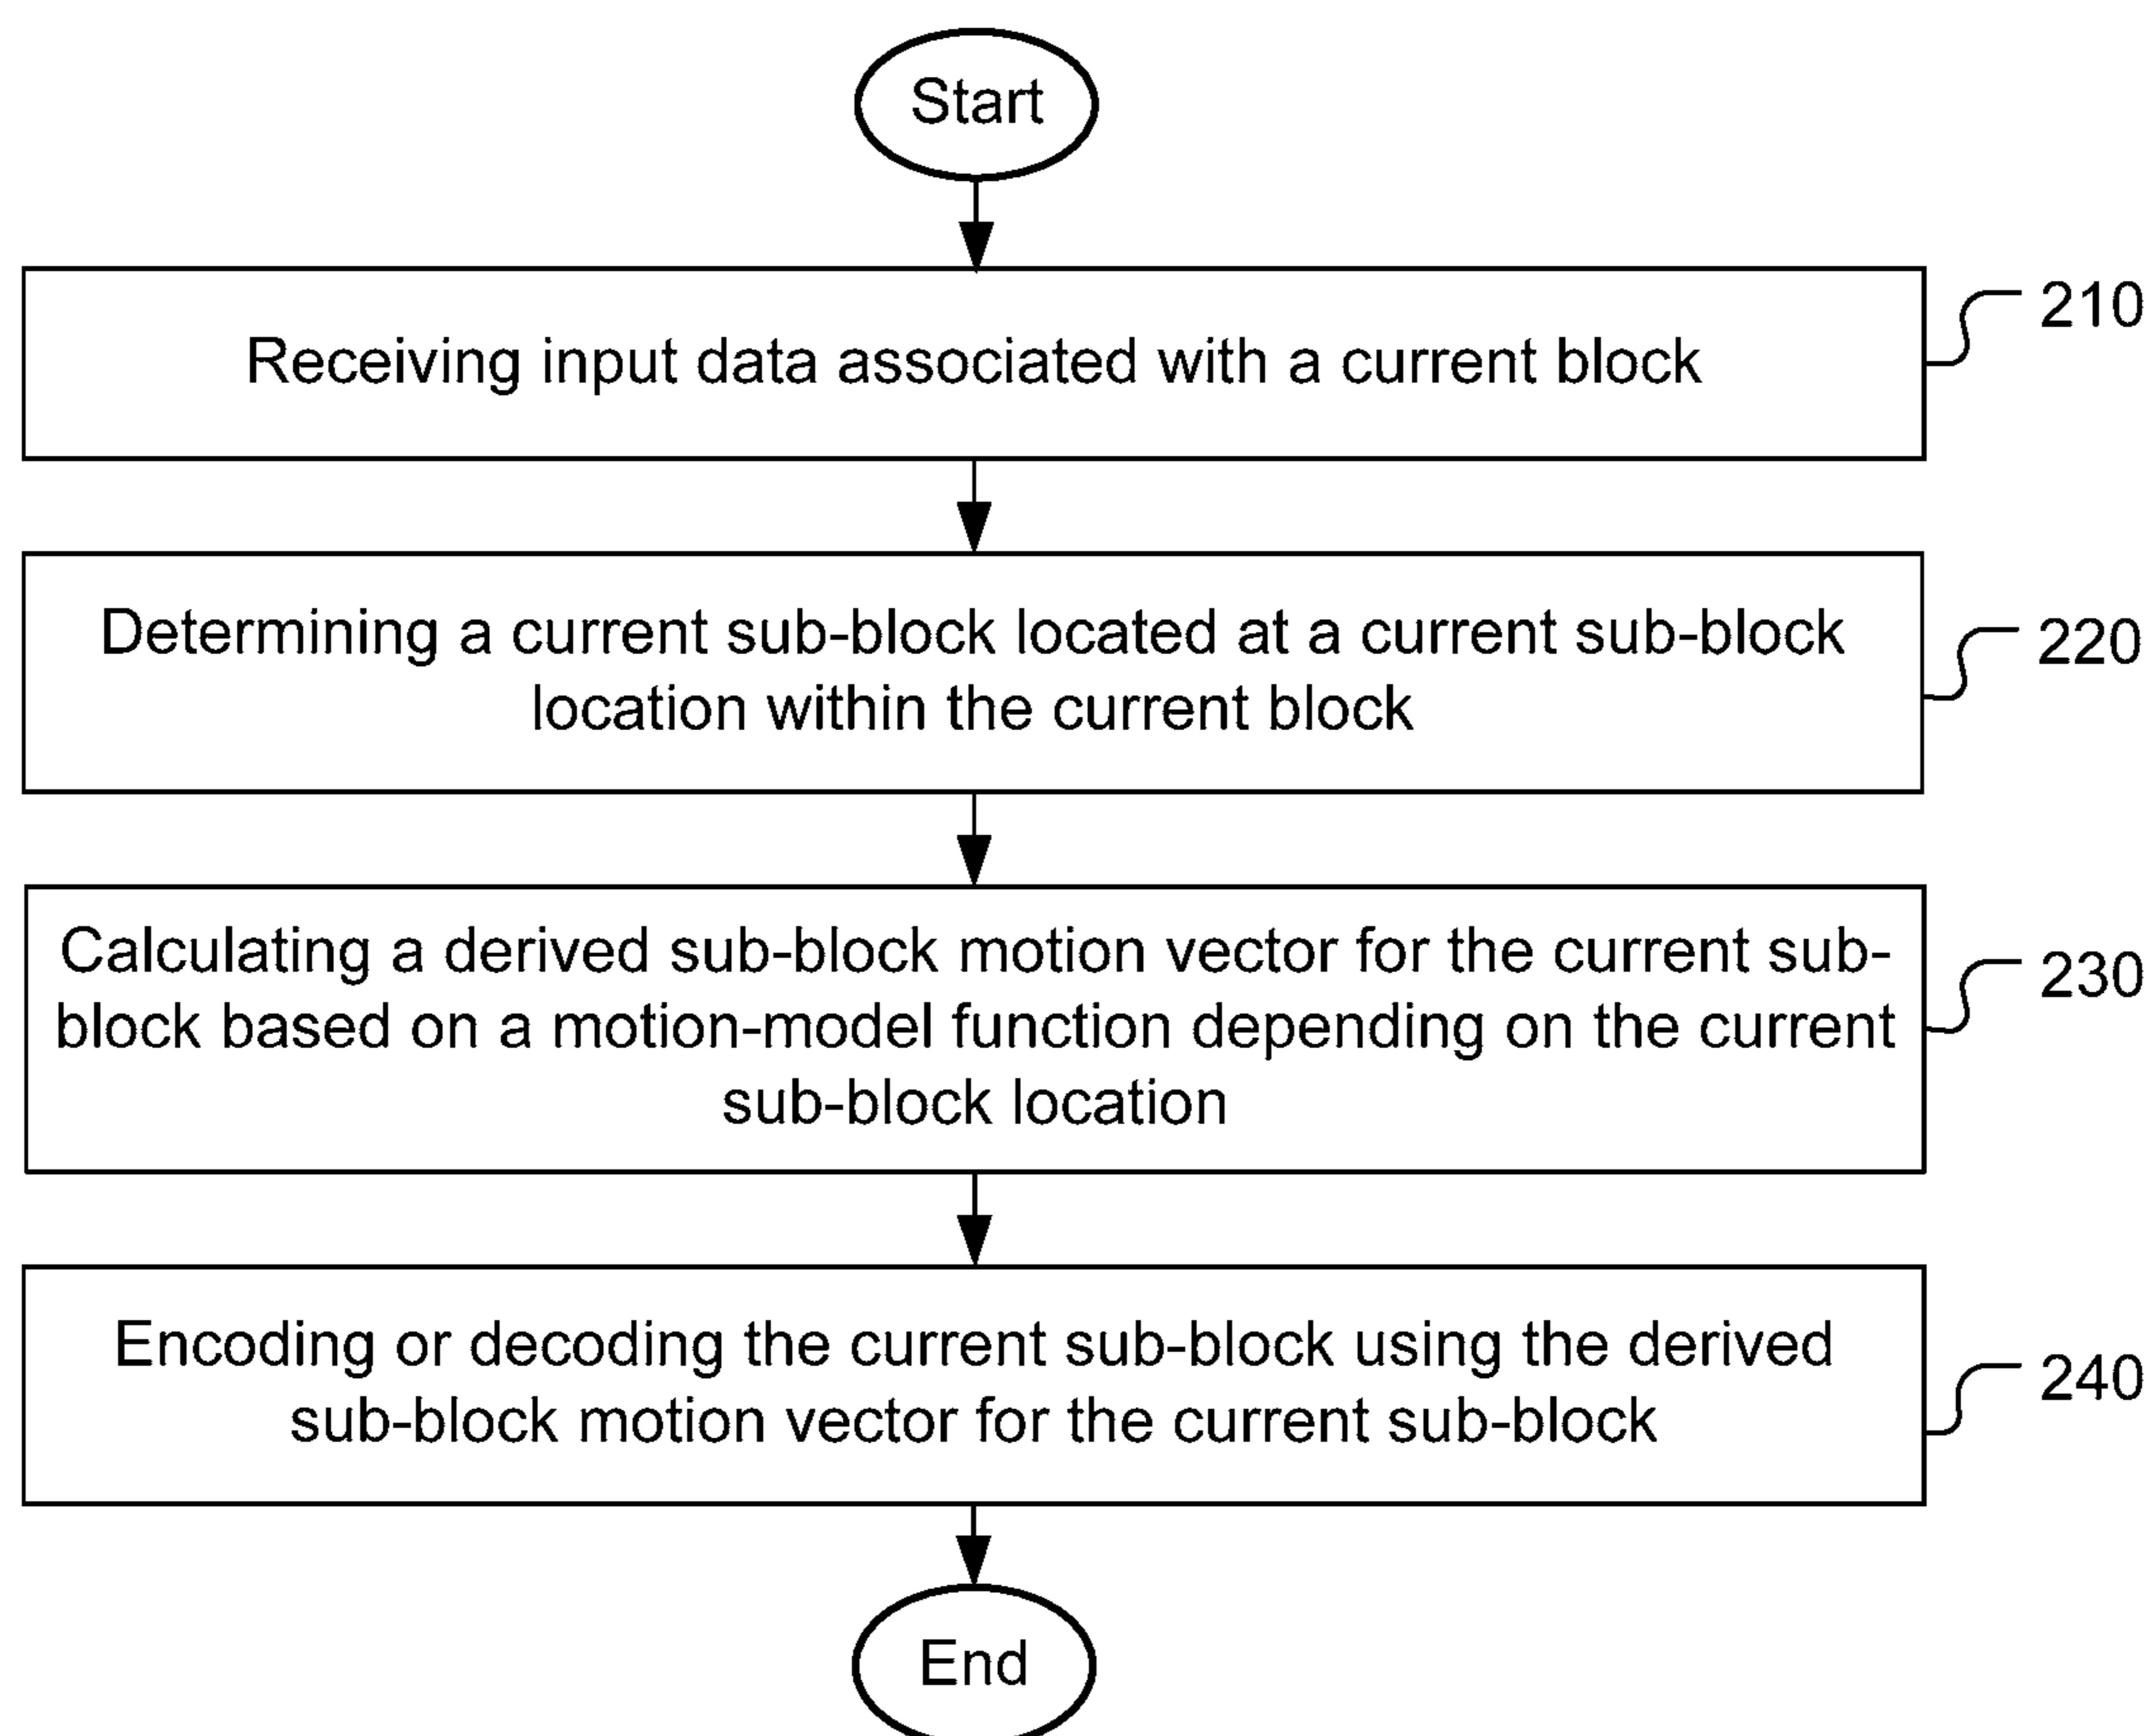 Start
Receiving input data associated with a current block
210
Determining a current sub-block located at a current sub-block
location within the current block
220
Calculating a derived sub-block motion vector for the current sub-
block based on a motion-model function depending on the current
sub-block location
230
Encoding or decoding the current sub-block using the derived
sub-block motion vector for the current sub-block
240
End